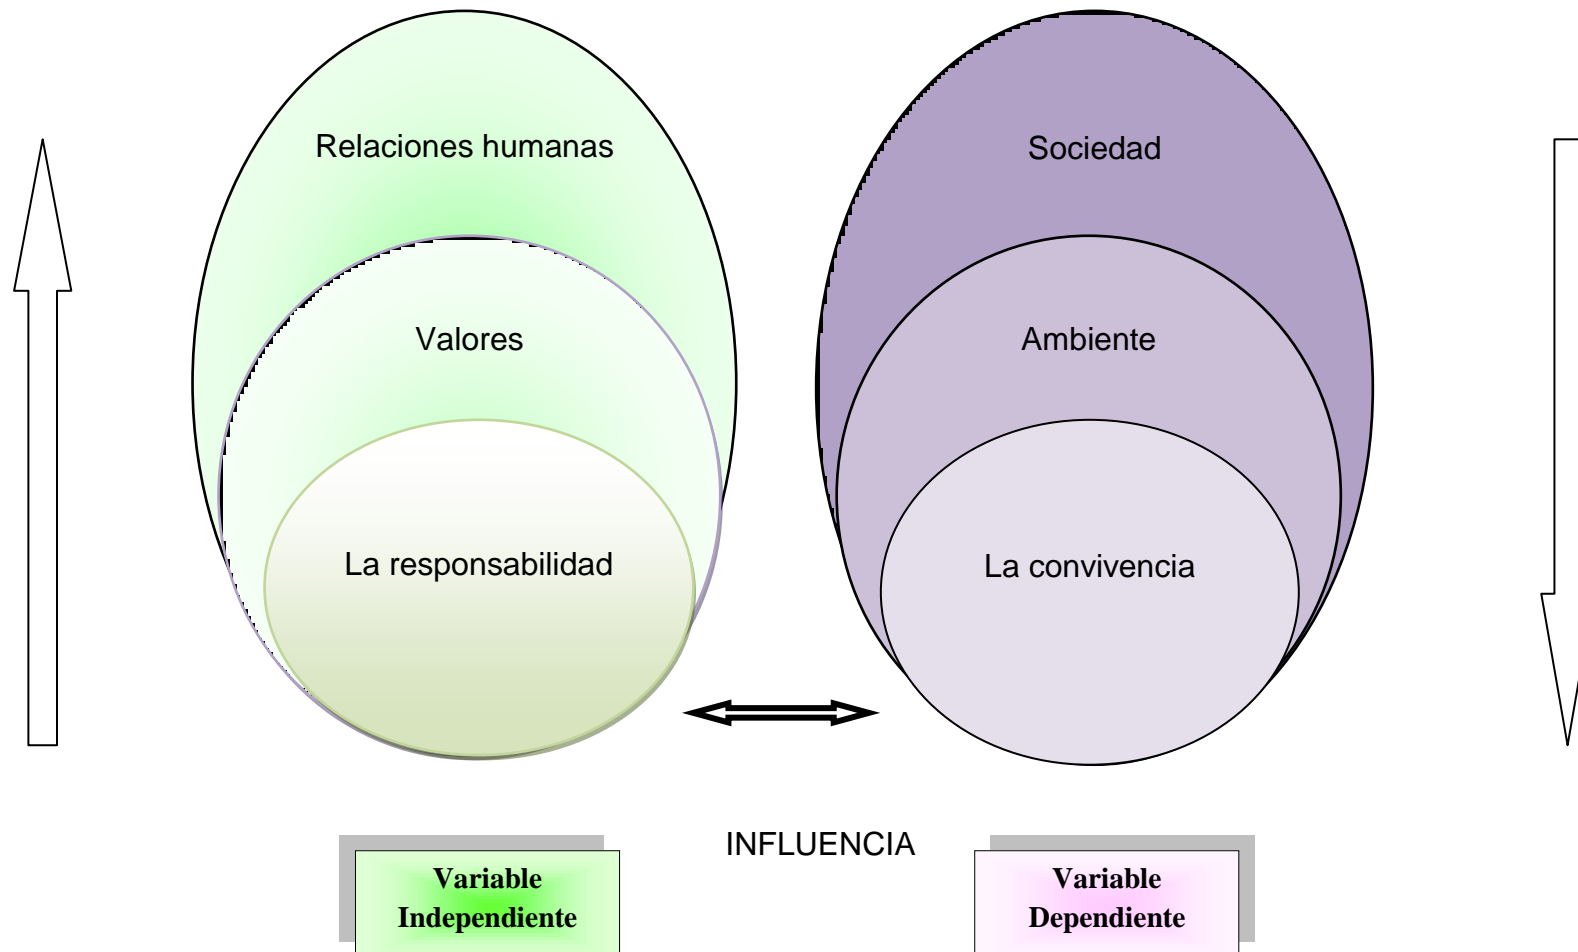 Relaciones humanas
Valores
La responsabilidad
Sociedad
Ambiente
La convivencia
INFLUENCIA
Variable
Independiente
Variable
Dependiente